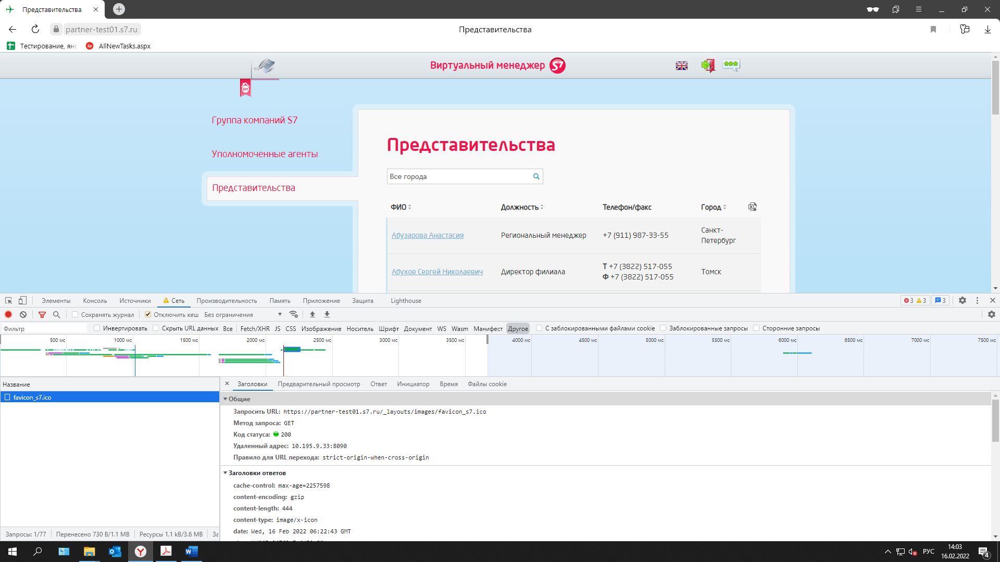 Представительства
partner-test01.s7.ru
Представительства
Тестирование, янв
Sp AllNewTasks.aspx
Виртуальный менеджер S7
BM
Группа компаний S7
Уполномоченные агенты
Представительства
Представительства
Все города
ФИО Должность Телефон/факс Город
Абузарова Анастасия Региональный менеджер +7 (911) 987-33-55 Санкт-
Петербург
Абухов Сергей Николаевич Директор филиала Т +7 (3822) 517-055
Ф +7 (3822) 517-055 Томск
Элементы Консоль Источники Сеть Производительность Память Приложение Защита Lighthouse 3 3 3
Сохранять журнал Отключить кеш Без ограничения
Фильтр Инвертировать Скрыть URL данных Все Fetch/XHR JS CSS Изображение Носитель Шрифт Документ WS Wasm Манифест Другое С заблокированными файлами cookie Заблокированные запросы Сторонние запросы
500 мс 1000 мс 1500 мс 2000 мс 2500 мс 3000 мс 3500 мс 4000 мс 4500 мс 5000 мс 5500 мс 6000 мс 6500 мс 7000 мс 7500 мс
Название
favicon_s7.ico
Заголовки Предварительный просмотр Ответ Инициатор Время Файлы cookie
Общие
Запросить URL: https://partner-test01.s7.ru/_layouts/images/favicon_s7.ico
Метод запроса: GET
Код статуса: 200
Удаленный адрес: 10.195.9.33:8090
Правило для URL перехода: strict-origin-when-cross-origin
Заголовки ответов
cache-control: max-age=2257598
content-encoding: gzip
content-length: 444
content-type: image/x-icon
date: Wed, 16 Feb 2022 06:22:43 GMT
Запросы: 1/77 Перенесено 730 B/1.1 MB Ресурсы 1.1 kB/3.6 MB За
РУС
14:03
16.02.2022
4